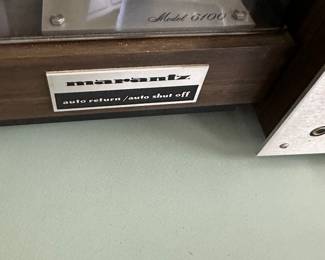 Model 6100
marantz
auto return/auto shut off